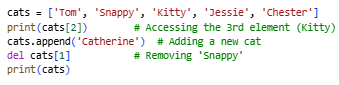 cats = ['Tom', 'Snappy', 'Kitty', 'Jessie', 'Chester']
print(cats[2])       # Accessing the 3rd element (Kitty)
cats.append('Catherine')  # Adding a new cat
del cats[1]          # Removing 'Snappy'
print(cats)